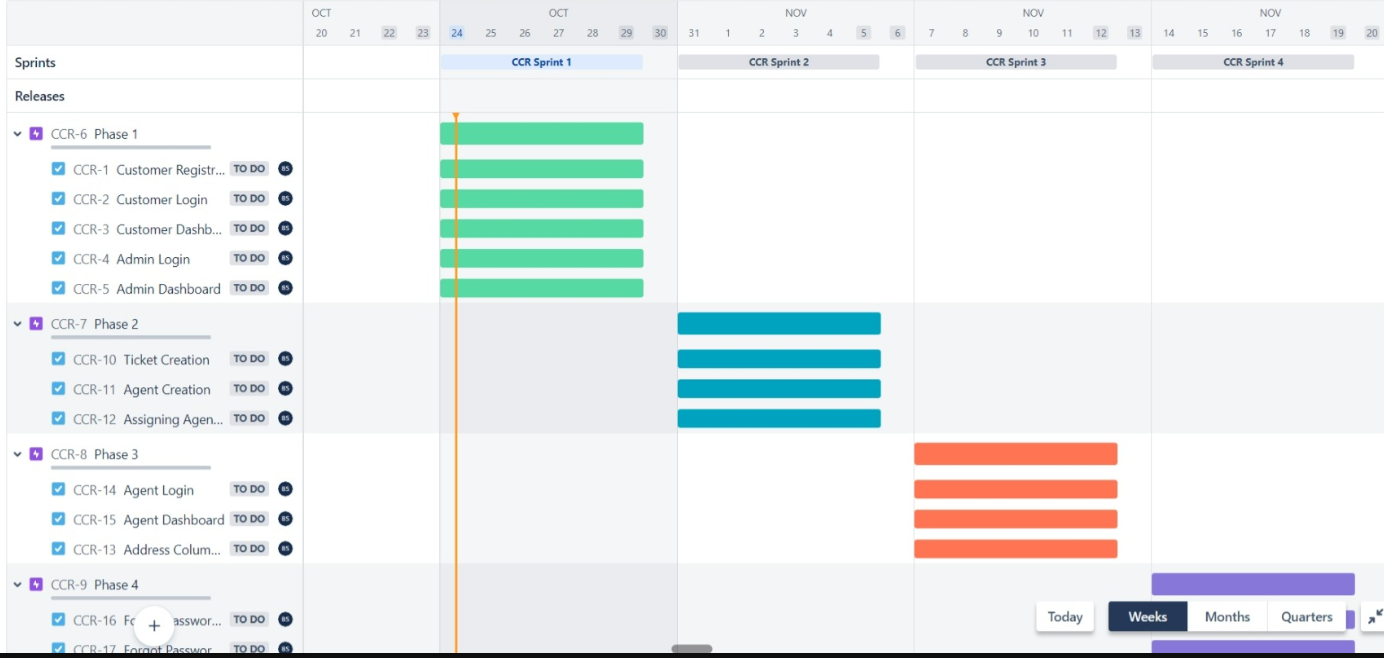 OCT OCT NOV NOV NOV
20 21 22 23 24 25 26 27 28 29 30 31 1 2 3 4 5 6 7 8 9 10 11 12 13 14 15 16 17 18 19 20
Sprints CCR Sprint 1 CCR Sprint 2 CCR Sprint 3 CCR Sprint 4
Releases
CCR-6 Phase 1
CCR-1 Customer Registr... TO DO BS
CCR-2 Customer Login TO DO BS
CCR-3 Customer Dashb... TO DO BS
CCR-4 Admin Login TO DO BS
CCR-5 Admin Dashboard TO DO BS
CCR-7 Phase 2
CCR-10 Ticket Creation TO DO BS
CCR-11 Agent Creation TO DO BS
CCR-12 Assigning Agen... TO DO BS
CCR-8 Phase 3
CCR-14 Agent Login TO DO BS
CCR-15 Agent Dashboard TO DO BS
CCR-13 Address Colum... TO DO BS
CCR-9 Phase 4
Today Weeks Months Quarters
CCR-16 Fo asswor... TO DO BS
CCR-17 Forgot Passwor TO DO BS